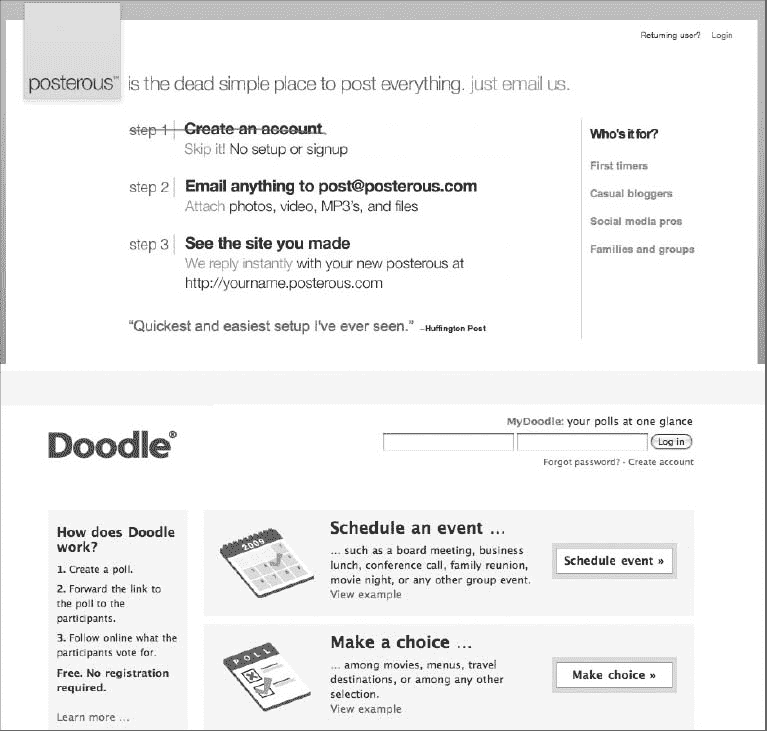 Returning user? Login
posterous™ is the dead simple place to post everything. just email us.
step 1 Create an account
Skip it! No setup or signup
step 2 Email anything to post@posterous.com
Attach photos, video, MP3's, and files
step 3 See the site you made
We reply instantly with your new posterous at
http://yourname.posterous.com
“Quickest and easiest setup I've ever seen.” –Huffington Post
Who's it for?
First timers
Casual bloggers
Social media pros
Families and groups
Doodle®
MyDoodle: your polls at one glance
Log in
Forgot password? - Create account
How does Doodle
work?
1. Create a poll.
2. Forward the link to
the poll to the
participants.
3. Follow online what the
participants vote for.
Free. No registration
required.
Learn more ...
2009
Schedule an event ...
... such as a board meeting, business
lunch, conference call, family reunion,
movie night, or any other group event.
View example
Schedule event »
POLL
Make a choice ...
... among movies, menus, travel
destinations, or among any other
selection.
View example
Make choice »